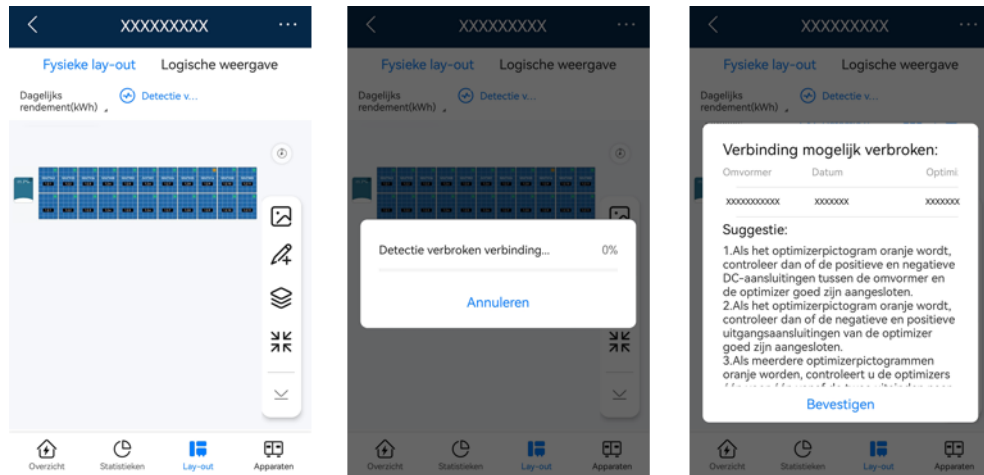 XXXXXXXXX
Fysieke lay-out Logische weergave
Dagelijks
rendement(kWh)
Detectie v...
Overzicht Statistieken Lay-out Apparaten
XXXXXXXXX
Fysieke lay-out Logische weergave
Dagelijks
rendement(kWh)
Detectie v...
Detectie verbroken verbinding... 0%
Annuleren
Overzicht Statistieken Lay-out Apparaten
XXXXXXXXX
Fysieke lay-out Logische weergave
Dagelijks
rendement(kWh)
Detectie v...
Verbinding mogelijk verbroken:
Omvormer Datum Optimi
xxxxxxxxxxx xxxxxxx xxxxxxx
Suggestie:
1.Als het optimizerpictogram oranje wordt,
controleer dan of de positieve en negatieve
DC-aansluitingen tussen de omvormer en
de optimizer goed zijn aangesloten.
2.Als het optimizerpictogram oranje wordt,
controleer dan of de negatieve en positieve
uitgangsaansluitingen van de optimizer
goed zijn aangesloten.
3.Als meerdere optimizerpictogrammen
oranje worden, controleert u de optimizers
Bevestigen
Overzicht Statistieken Lay-out Apparaten